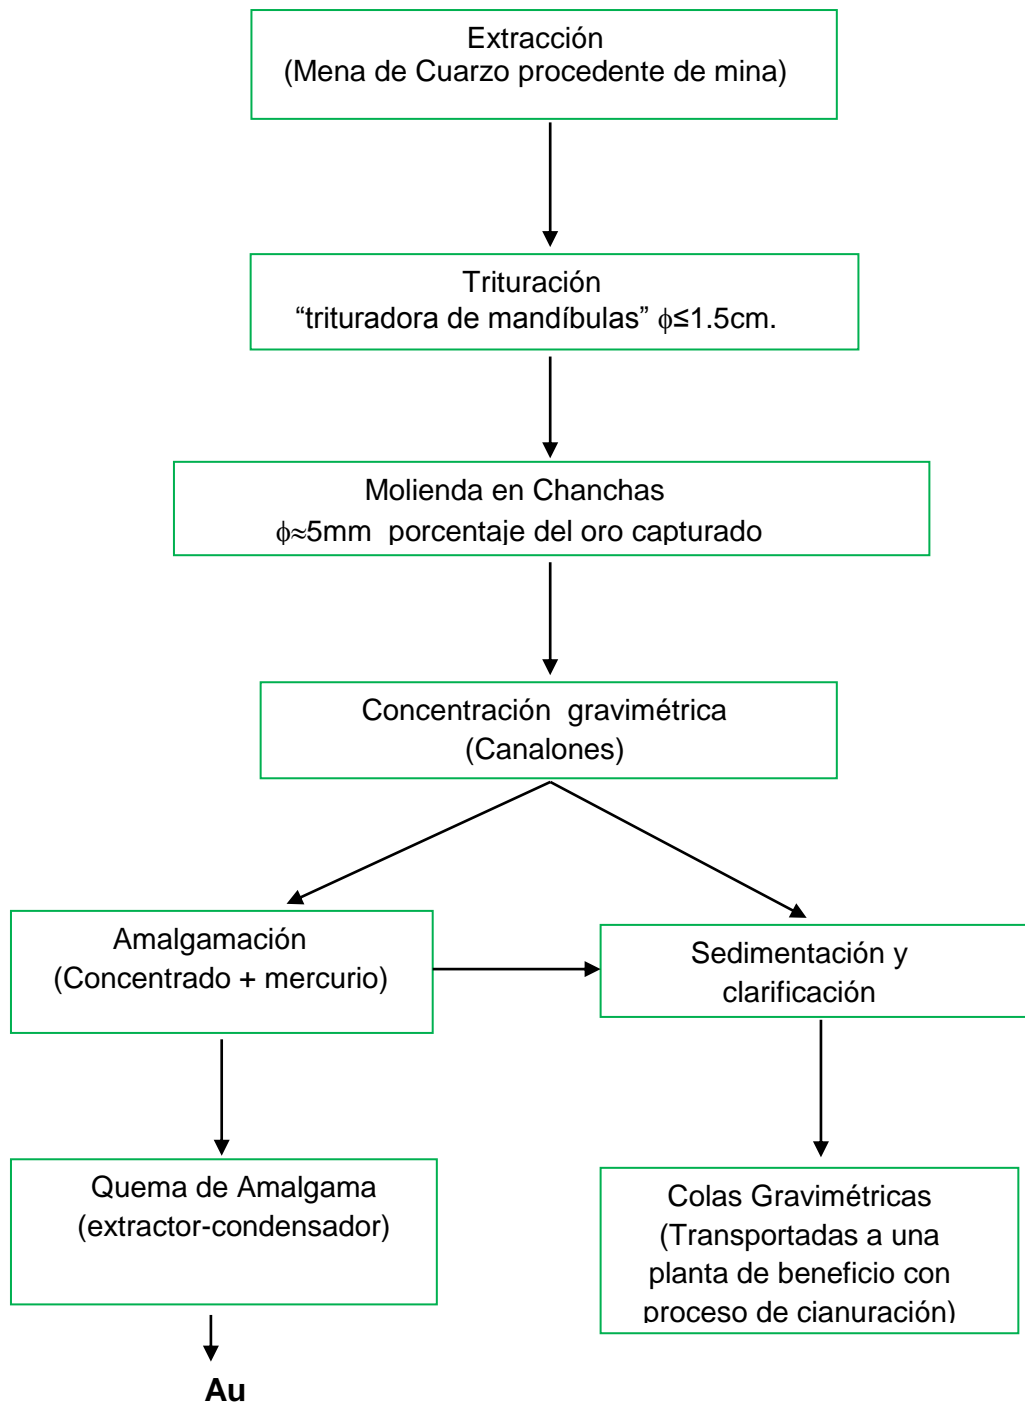 Extracción
(Mena de Cuarzo procedente de mina)
Trituración
“trituradora de mandíbulas” ϕ≤1.5cm.
Molienda en Chanchas
ϕ≈5mm porcentaje del oro capturado
Concentración gravimétrica
(Canalones)
Amalgamación
(Concentrado + mercurio)
Sedimentación y
clarificación
Quema de Amalgama
(extractor-condensador)
Colas Gravimétricas
(Transportadas a una
planta de beneficio con
proceso de cianuración)
Au